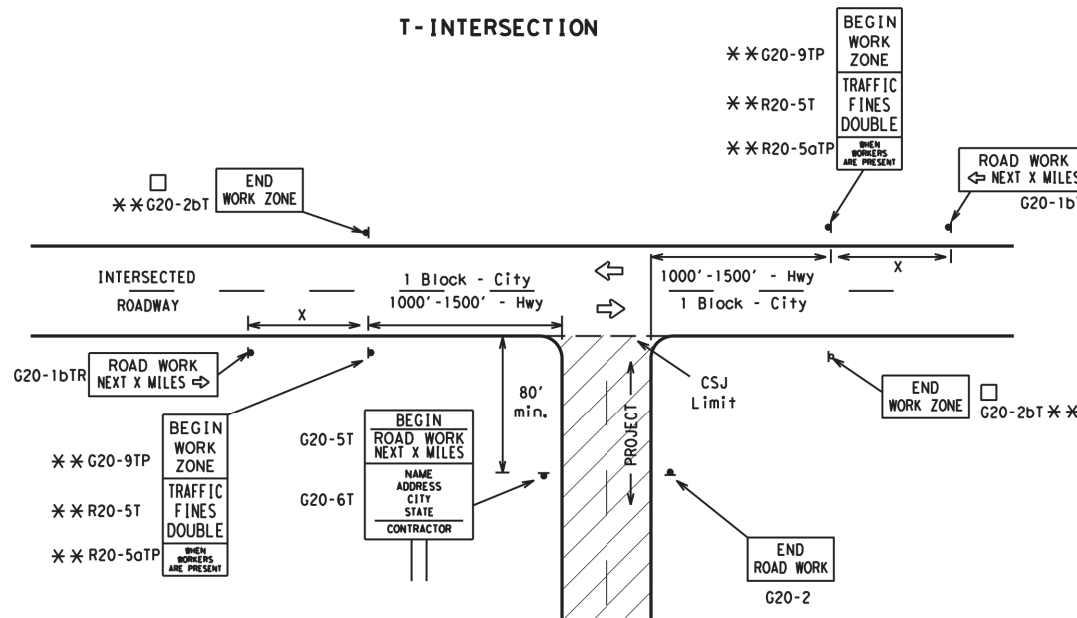 T-INTERSECTION
BEGIN
WORK
ZONE
✱✱G20-9TP
TRAFFIC
FINES
DOUBLE
✱✱R20-5T
WHEN
WORKERS
ARE PRESENT
✱✱R20-5aTP
ROAD WORK
⇦ NEXT X MILES
G20-1bT
END
WORK ZONE
□
✱✱G20-2bT
INTERSECTED
ROADWAY
1 Block - City
1000'-1500' - Hwy
X
1000'-1500' - Hwy
1 Block - City
X
G20-1bTR
ROAD WORK
NEXT X MILES ⇨
80'
min.
PROJECT
CSJ
Limit
END
WORK ZONE
□
G20-2bT ✱✱
BEGIN
WORK
ZONE
✱✱G20-9TP
TRAFFIC
FINES
DOUBLE
✱✱R20-5T
WHEN
WORKERS
ARE PRESENT
✱✱R20-5aTP
G20-5T
BEGIN
ROAD WORK
NEXT X MILES
G20-6T
NAME
ADDRESS
CITY
STATE
CONTRACTOR
END
ROAD WORK
G20-2